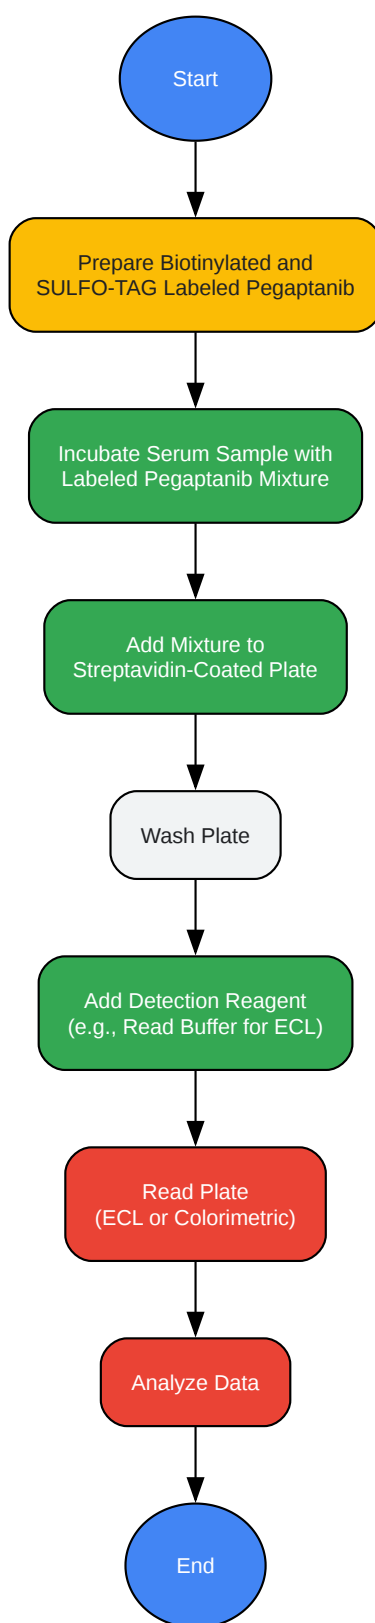 Start
Prepare Biotinylated and
SULFO-TAG Labeled Pegaptanib
Incubate Serum Sample with
Labeled Pegaptanib Mixture
Add Mixture to
Streptavidin-Coated Plate
Wash Plate
Add Detection Reagent
(e.g., Read Buffer for ECL)
Read Plate
(ECL or Colorimetric)
Analyze Data
End